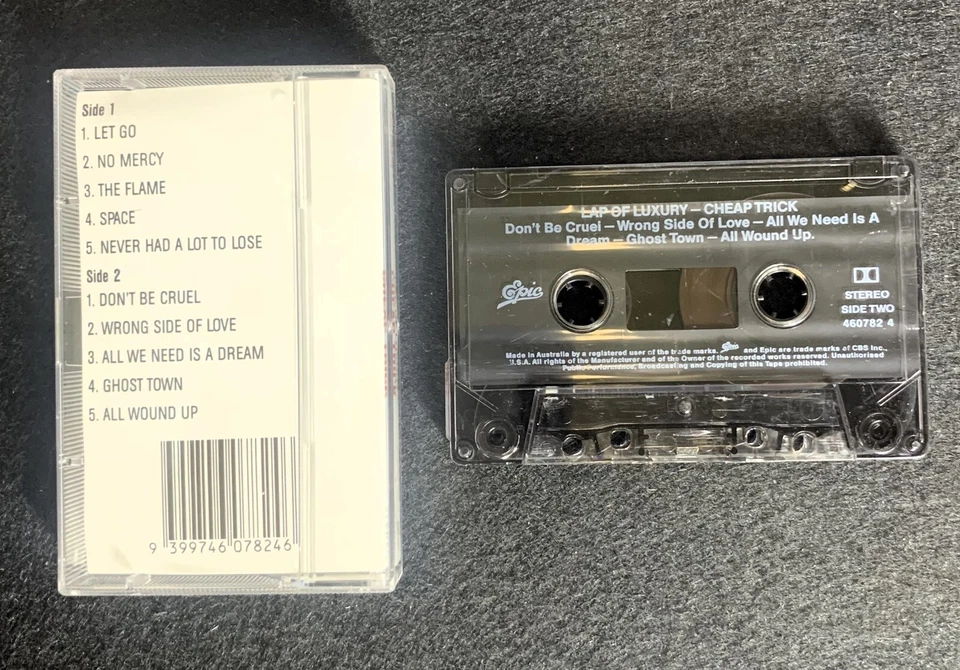 Side 1
1. LET GO
2. NO MERCY
3. THE FLAME
4. SPACE
5. NEVER HAD A LOT TO LOSE
Side 2
1. DON'T BE CRUEL
2. WRONG SIDE OF LOVE
3. ALL WE NEED IS A DREAM
4. GHOST TOWN
5. ALL WOUND UP
9 399746 078246
LAP OF LUXURY – CHEAP TRICK
Don't Be Cruel – Wrong Side Of Love – All We Need Is A
Dream – Ghost Town – All Wound Up.
Epic
STEREO
SIDE TWO
460782 4
Made in Australia by a registered user of the trade marks. Epic and Epic are trade marks of CBS Inc.,
U.S.A. All rights of the Manufacturer and of the Owner of the recorded works reserved. Unauthorised
Public Performance, Broadcasting and Copying of this Tape prohibited.